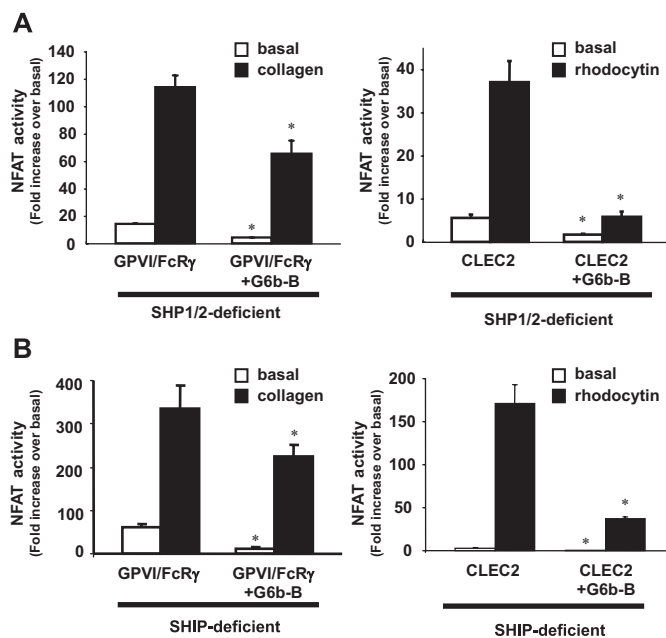 A
basal
collagen
NFAT activity
(Fold increase over basal)
140
120
100
80
60
40
20
0
*
*
GPVI/FcRγ
GPVI/FcRγ
+G6b-B
SHP1/2-deficient
basal
rhodocytin
NFAT activity
(Fold increase over basal)
40
30
20
10
0
*
*
CLEC2
CLEC2
+G6b-B
SHP1/2-deficient
B
basal
collagen
NFAT activity
(Fold increase over basal)
400
300
200
100
0
*
*
GPVI/FcRγ
GPVI/FcRγ
+G6b-B
SHIP-deficient
basal
rhodocytin
NFAT activity
(Fold increase over basal)
200
150
100
50
0
*
*
CLEC2
CLEC2
+G6b-B
SHIP-deficient